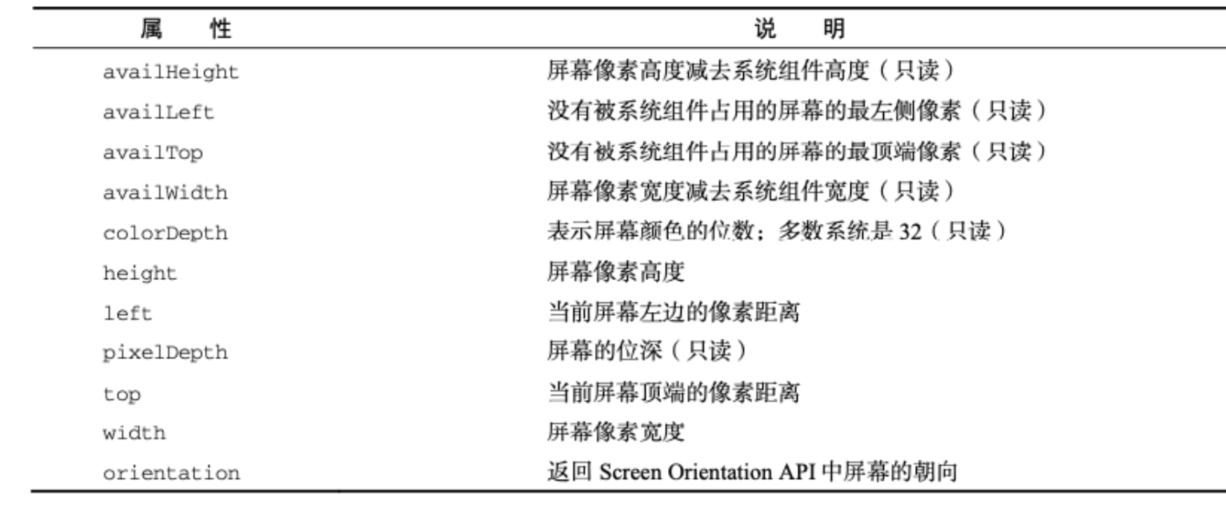 属 性 说 明
availHeight 屏幕像素高度减去系统组件高度（只读）
availLeft 没有被系统组件占用的屏幕的最左侧像素（只读）
availTop 没有被系统组件占用的屏幕的最顶端像素（只读）
availWidth 屏幕像素宽度减去系统组件宽度（只读）
colorDepth 表示屏幕颜色的位数；多数系统是 32（只读）
height 屏幕像素高度
left 当前屏幕左边的像素距离
pixelDepth 屏幕的位深（只读）
top 当前屏幕顶端的像素距离
width 屏幕像素宽度
orientation 返回 Screen Orientation API 中屏幕的朝向